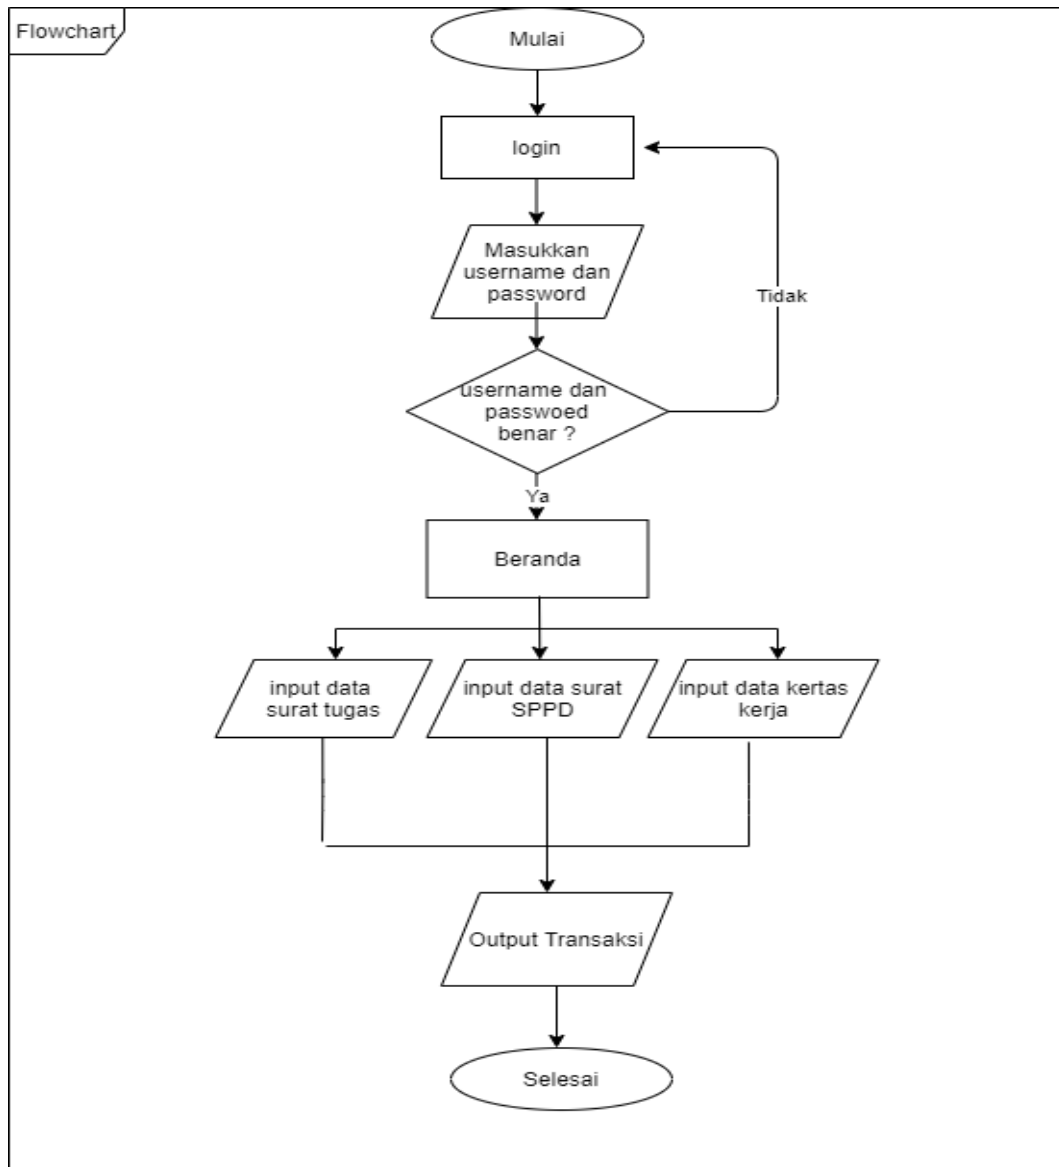 Flowchart
Mulai
login
Masukkan
username dan
password
Tidak
username dan
passwoed
benar ?
Ya
Beranda
input data
surat tugas
input data surat
SPPD
input data kertas
kerja
Output Transaksi
Selesai